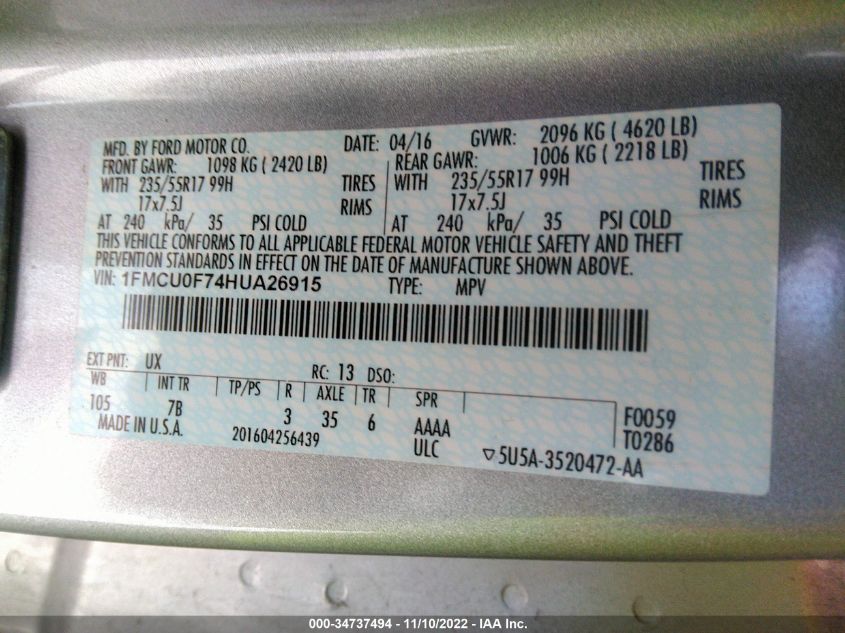 MFD. BY FORD MOTOR CO. DATE: 04/16 GVWR: 2096 KG ( 4620 LB)
FRONT GAWR: 1098 KG ( 2420 LB) REAR GAWR: 1006 KG ( 2218 LB)
WITH 235/55R17 99H TIRES WITH 235/55R17 99H TIRES
17x7.5J RIMS 17x7.5J RIMS
AT 240 kPa/ 35 PSI COLD AT 240 kPa/ 35 PSI COLD
THIS VEHICLE CONFORMS TO ALL APPLICABLE FEDERAL MOTOR VEHICLE SAFETY AND THEFT
PREVENTION STANDARDS IN EFFECT ON THE DATE OF MANUFACTURE SHOWN ABOVE.
VIN: 1FMCU0F74HUA26915 TYPE: MPV
EXT PNT: UX RC: 13 DSO:
WB INT TR TP/PS R AXLE TR SPR
105 7B 3 35 6 AAAA F0059
MADE IN U.S.A. 201604256439 ULC T0286
▽5U5A-3520472-AA
000-34737494 — 11/10/2022 — IAA Inc.